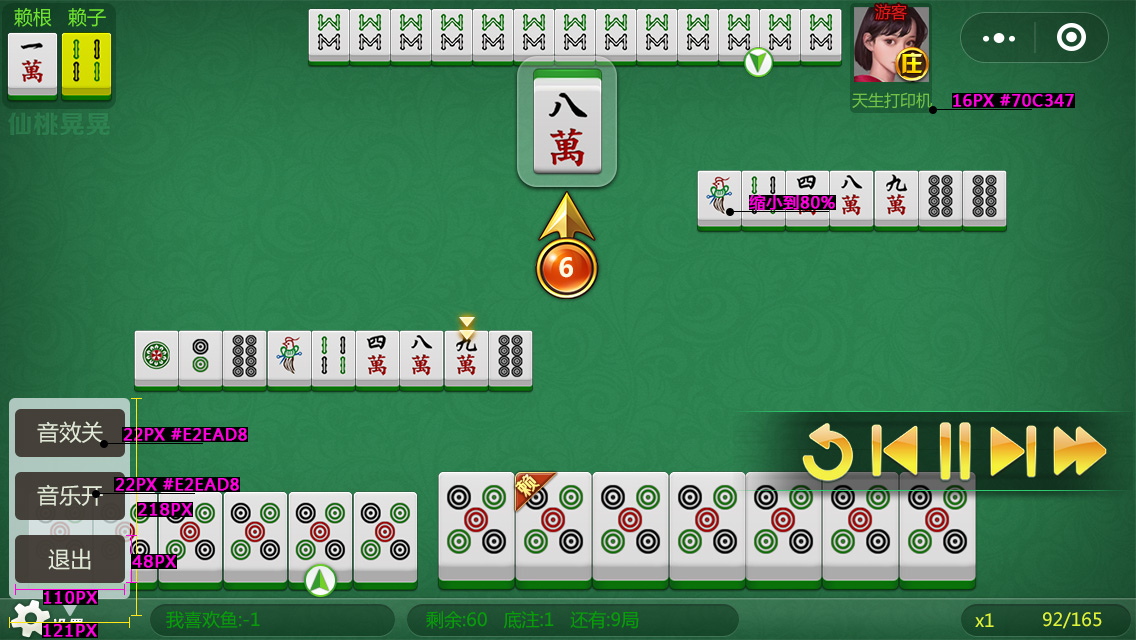 赖根 赖子
一萬
仙桃晃晃
八萬
游客
庄
天生打印机
16PX #70C347
四 八萬 九萬
缩小到80%
6
四萬 八萬 九萬
音效关
22PX #E2EAD8
音乐开
22PX #E2EAD8
218PX
退出
48PX
110PX
121PX
赖
我喜欢鱼:-1
剩余:60 底注:1 还有:9局
x1
92/165